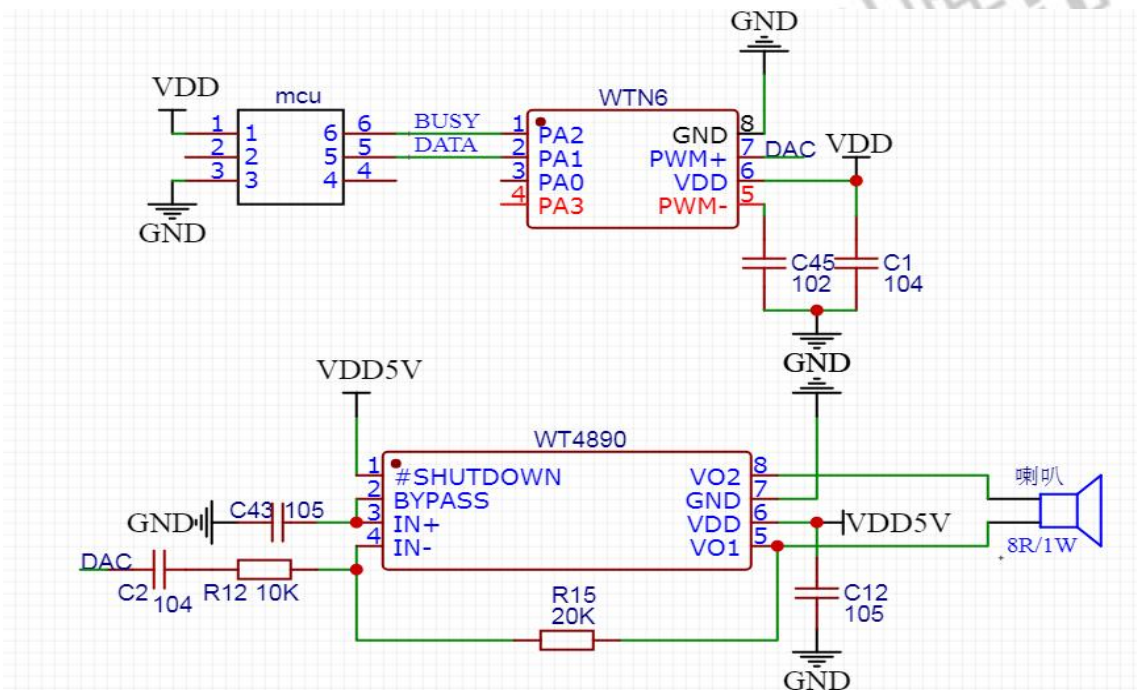 GND
VDD
mcu
WTN6
1 1 6 6 BUSY 1 PA2 GND 8
2 2 5 5 DATA 2 PA1 PWM+ 7 DAC VDD
3 3 4 4 3 PA0 VDD 6
4 PA3 PWM- 5
GND
C45 C1
102 104
GND
VDD5V
WT4890
1 #SHUTDOWN VO2 8 喇叭
2 BYPASS GND 7
GND C43 105 3 IN+ VDD 6 VDD5V
4 IN- VO1 5 8R/1W
DAC
C2 104 R12 10K
R15
20K
C12
105
GND